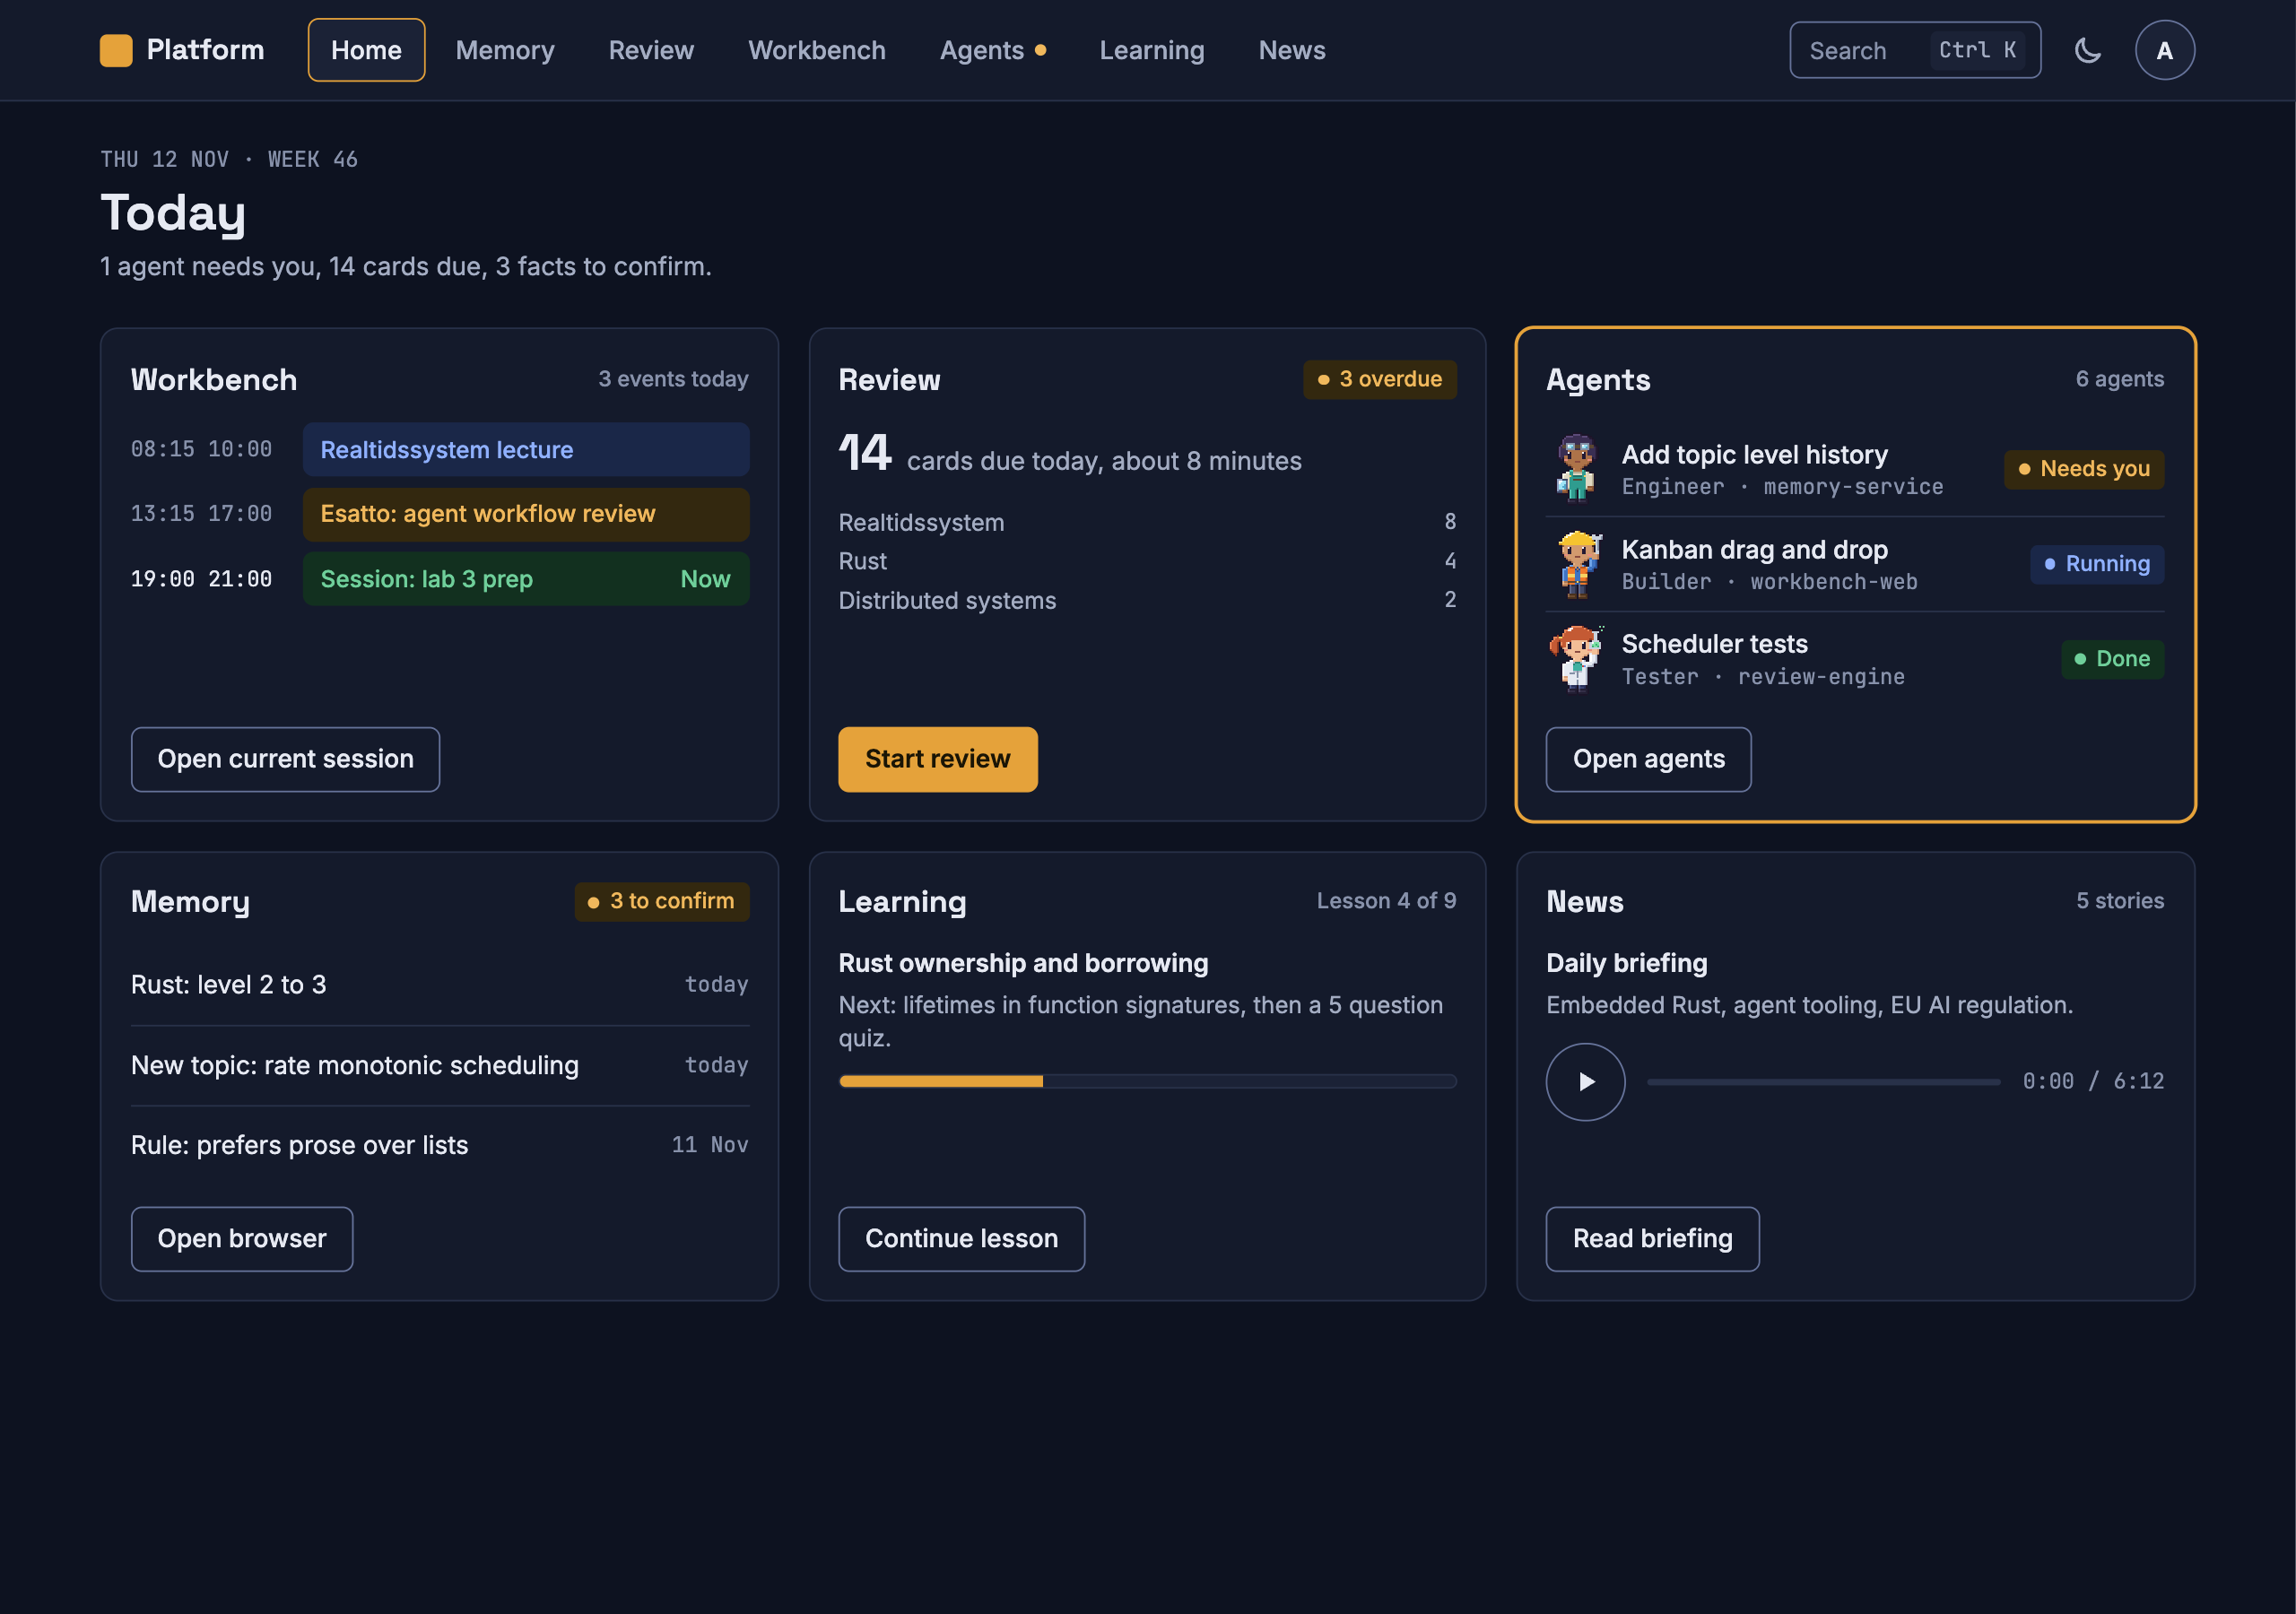 Platform Home Memory Review Workbench Agents Learning News Search Ctrl K A
THU 12 NOV · WEEK 46
Today
1 agent needs you, 14 cards due, 3 facts to confirm.
Workbench 3 events today
08:15 10:00 Realtidssystem lecture
13:15 17:00 Esatto: agent workflow review
19:00 21:00 Session: lab 3 prep Now
Open current session
Review 3 overdue
14 cards due today, about 8 minutes
Realtidssystem 8
Rust 4
Distributed systems 2
Start review
Agents 6 agents
Add topic level history
Engineer · memory-service
Needs you
Kanban drag and drop
Builder · workbench-web
Running
Scheduler tests
Tester · review-engine
Done
Open agents
Memory 3 to confirm
Rust: level 2 to 3 today
New topic: rate monotonic scheduling today
Rule: prefers prose over lists 11 Nov
Open browser
Learning Lesson 4 of 9
Rust ownership and borrowing
Next: lifetimes in function signatures, then a 5 question
quiz.
Continue lesson
News 5 stories
Daily briefing
Embedded Rust, agent tooling, EU AI regulation.
0:00 / 6:12
Read briefing